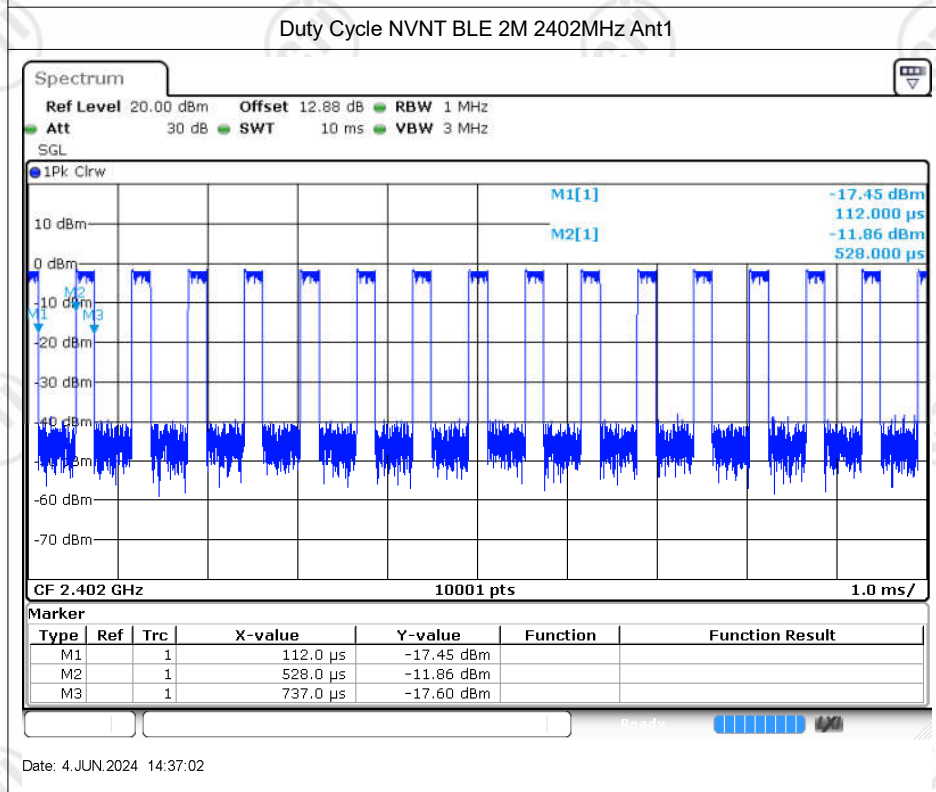 Duty Cycle NVNT BLE 2M 2402MHz Ant1
Spectrum
Ref Level 20.00 dBm Offset 12.88 dB RBW 1 MHz
Att 30 dB SWT 10 ms VBW 3 MHz
SGL
1Pk Clrw
M1[1] -17.45 dBm
112.000 µs
M2[1] -11.86 dBm
528.000 µs
10 dBm
0 dBm
-10 dBm
M2
M1 M3
-20 dBm
-30 dBm
-40 dBm
-60 dBm
-70 dBm
CF 2.402 GHz 10001 pts 1.0 ms/
Marker
Type Ref Trc X-value Y-value Function Function Result
M1 1 112.0 µs -17.45 dBm
M2 1 528.0 µs -11.86 dBm
M3 1 737.0 µs -17.60 dBm
Ready
LXI
Date: 4.JUN.2024 14:37:02